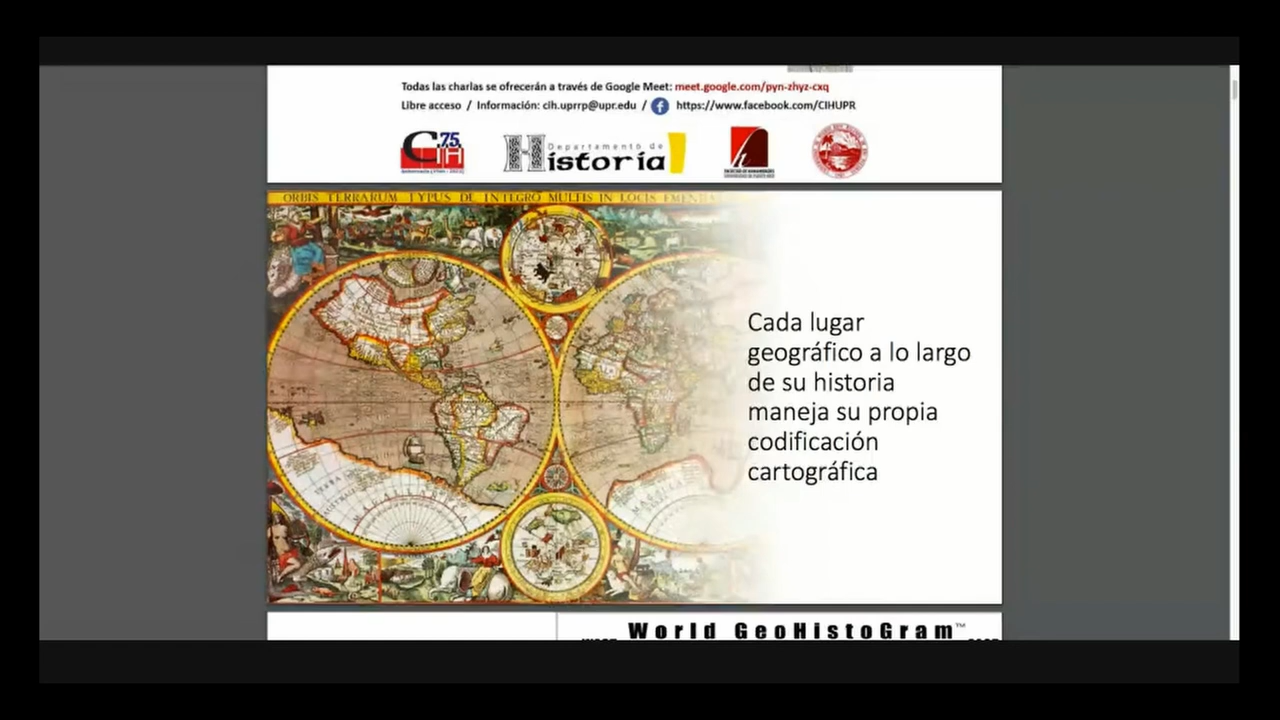 Todas las charlas se ofrecerán a través de Google Meet: meet.google.com/pyn-zhyz-cxq
Libre acceso / Información: cih.uprrp@upr.edu / f https://www.facebook.com/CIHUPR
CIH 75
Departamento de
Historia
ORBIS TERRARUM TYPUS DE INTEGRO MULTIS IN LOCIS EMENDA
Cada lugar
geográfico a lo largo
de su historia
maneja su propia
codificación
cartográfica
World GeoHistoGram™